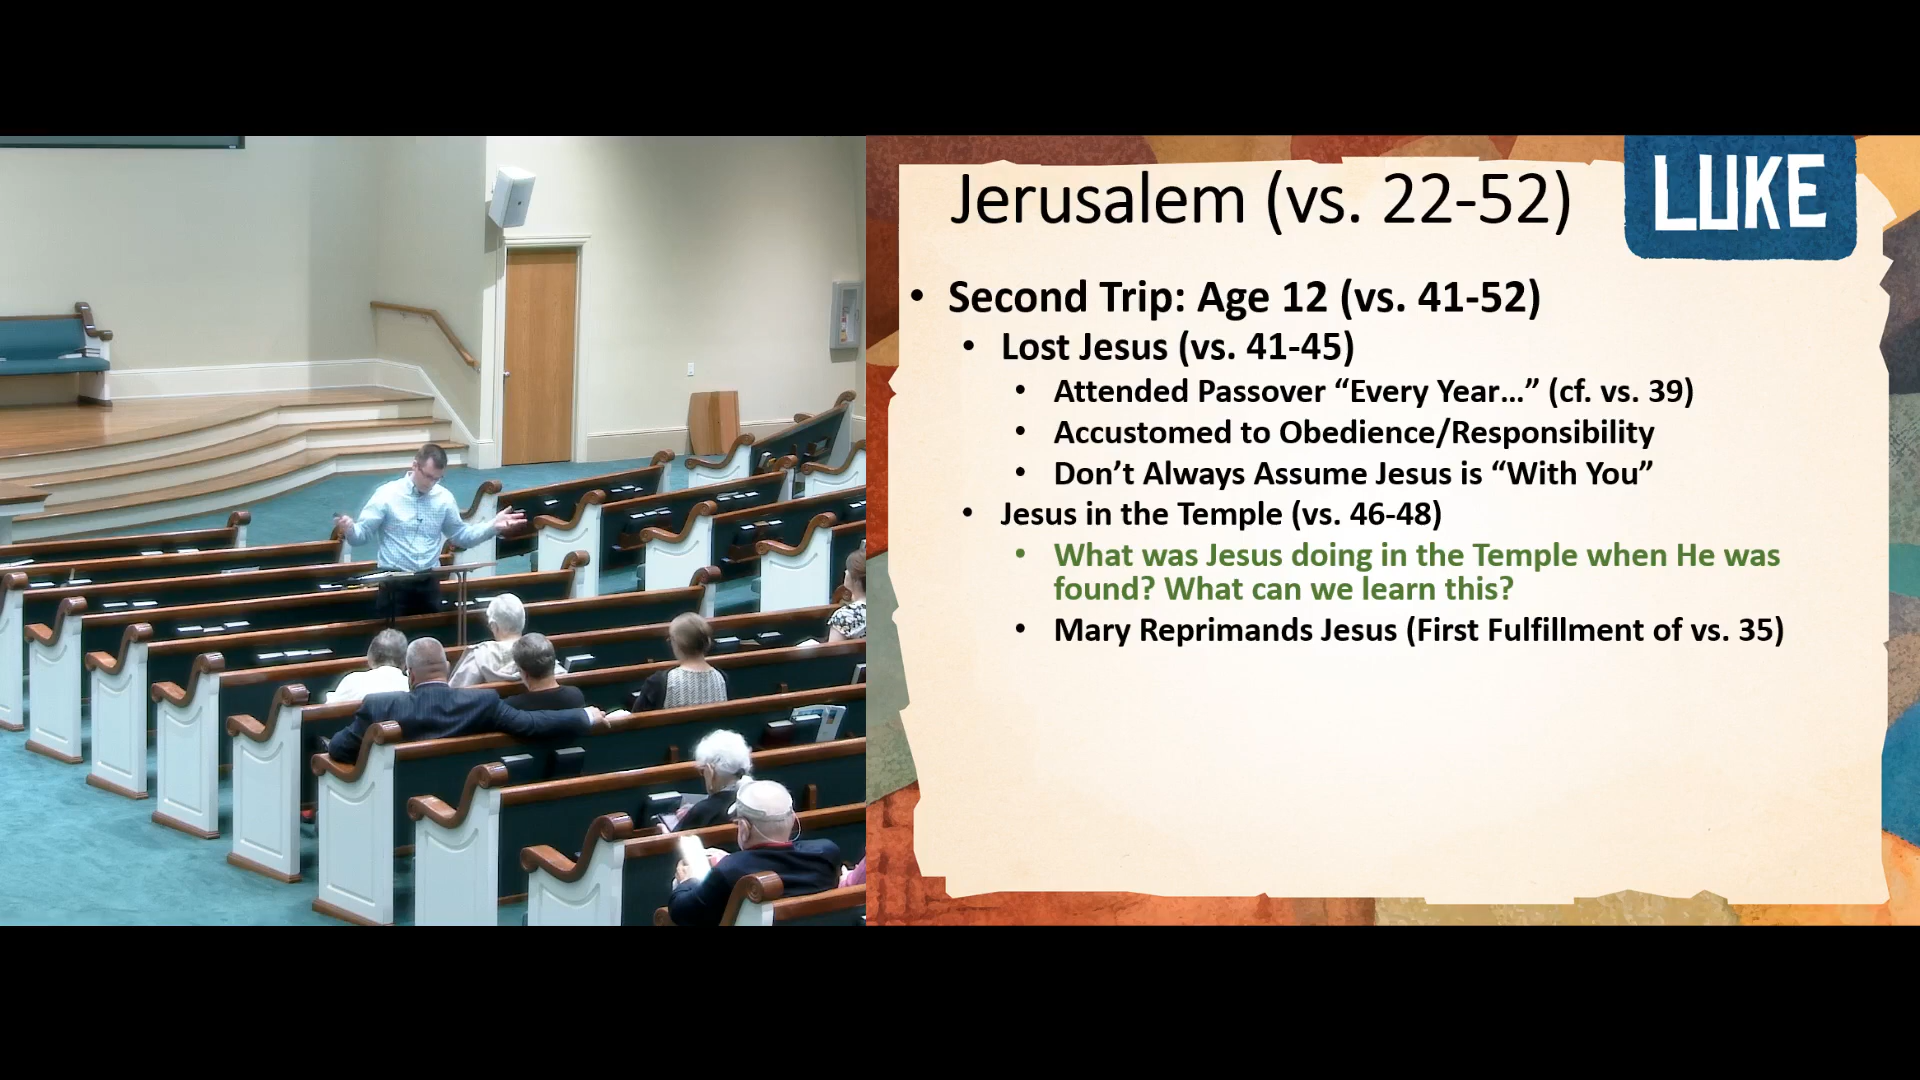 Jerusalem (vs. 22-52)
LUKE
• Second Trip: Age 12 (vs. 41-52)
• Lost Jesus (vs. 41-45)
• Attended Passover “Every Year…” (cf. vs. 39)
• Accustomed to Obedience/Responsibility
• Don’t Always Assume Jesus is “With You”
• Jesus in the Temple (vs. 46-48)
• What was Jesus doing in the Temple when He was
found? What can we learn this?
• Mary Reprimands Jesus (First Fulfillment of vs. 35)